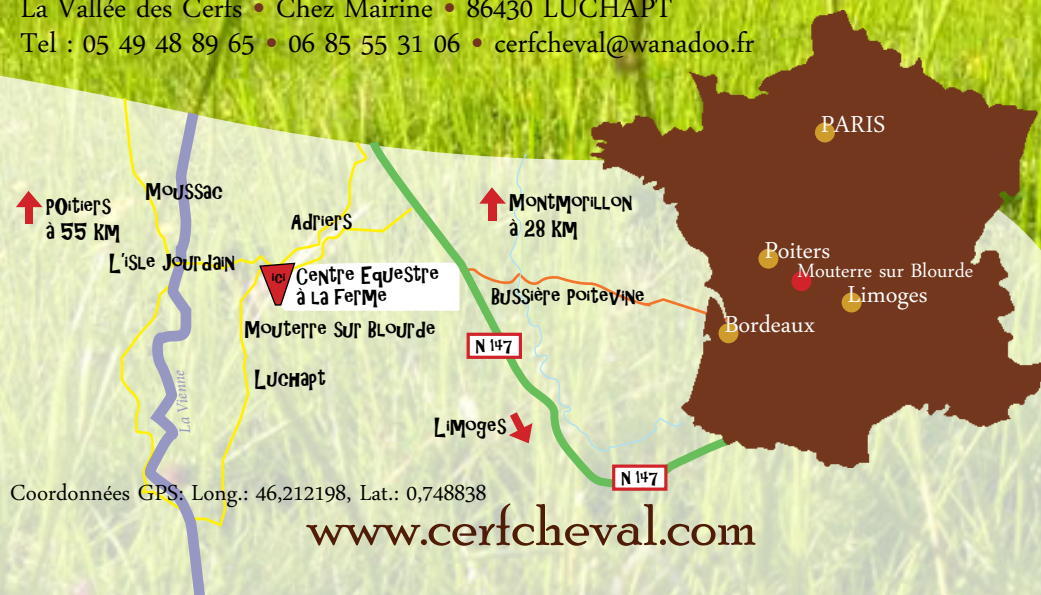 La Vallée des Cerfs • Chez Mairine • 86430 LUCHAPT
Tel : 05 49 48 89 65 • 06 85 55 31 06 • cerfcheval@wanadoo.fr
PARIS
Moussac
Poitiers
à 55 KM
Adriers
Montmorillon
à 28 KM
L'isle Jourdain
ici
Centre Equestre
à la Ferme
Bussière Poitevine
Poiters
Mouterre sur Blourde
Limoges
Bordeaux
Mouterre sur Blourde
N 147
Luchapt
La Vienne
Limoges
N 147
Coordonnées GPS: Long.: 46,212198, Lat.: 0,748838
www.cerfcheval.com